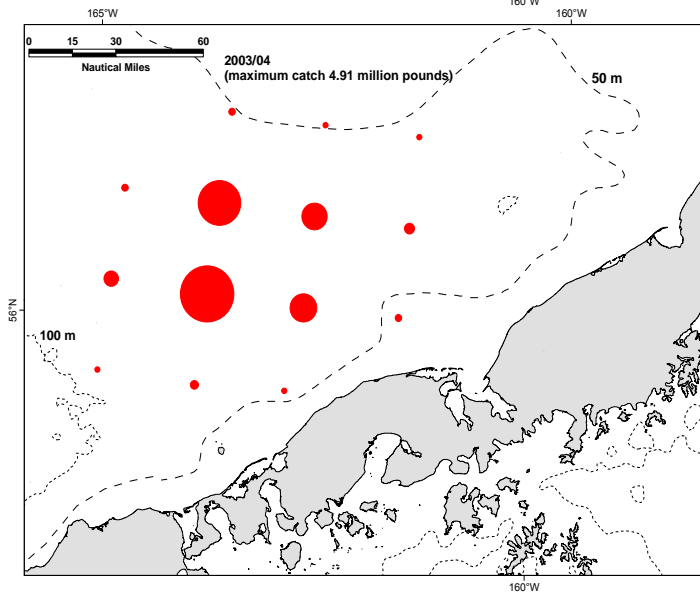 160°W
165°W
160°W
0 15 30 60
Nautical Miles
2003/04
(maximum catch 4.91 million pounds)
50 m
56°N
100 m
160°W